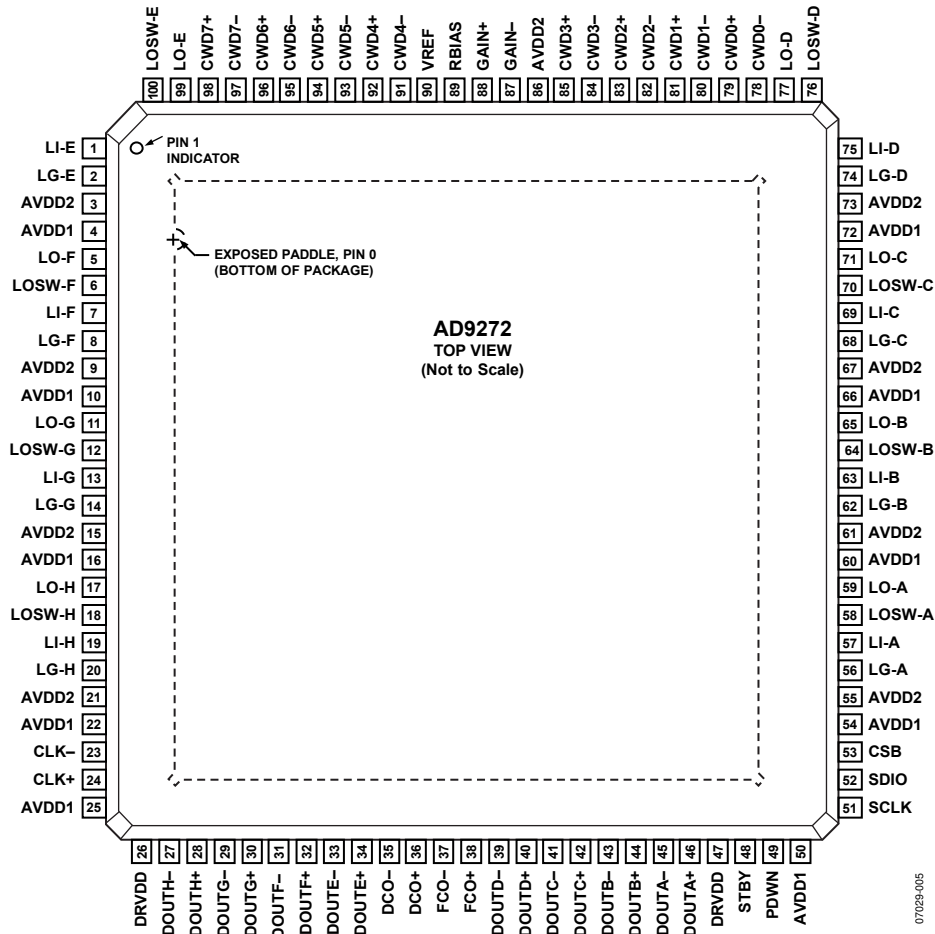 LOSW-E
LO-E
CWD7+
CWD7–
CWD6+
CWD6–
CWD5+
CWD5–
CWD4+
CWD4–
VREF
RBIAS
GAIN+
GAIN–
AVDD2
CWD3+
CWD3–
CWD2+
CWD2–
CWD1+
CWD1–
CWD0+
CWD0–
LO-D
LOSW-D
100 99 98 97 96 95 94 93 92 91 90 89 88 87 86 85 84 83 82 81 80 79 78 77 76
PIN 1
INDICATOR
EXPOSED PADDLE, PIN 0
(BOTTOM OF PACKAGE)
AD9272
TOP VIEW
(Not to Scale)
LI-E 1
LG-E 2
AVDD2 3
AVDD1 4
LO-F 5
LOSW-F 6
LI-F 7
LG-F 8
AVDD2 9
AVDD1 10
LO-G 11
LOSW-G 12
LI-G 13
LG-G 14
AVDD2 15
AVDD1 16
LO-H 17
LOSW-H 18
LI-H 19
LG-H 20
AVDD2 21
AVDD1 22
CLK– 23
CLK+ 24
AVDD1 25
75 LI-D
74 LG-D
73 AVDD2
72 AVDD1
71 LO-C
70 LOSW-C
69 LI-C
68 LG-C
67 AVDD2
66 AVDD1
65 LO-B
64 LOSW-B
63 LI-B
62 LG-B
61 AVDD2
60 AVDD1
59 LO-A
58 LOSW-A
57 LI-A
56 LG-A
55 AVDD2
54 AVDD1
53 CSB
52 SDIO
51 SCLK
26 27 28 29 30 31 32 33 34 35 36 37 38 39 40 41 42 43 44 45 46 47 48 49 50
DRVDD
DOUTH–
DOUTH+
DOUTG–
DOUTG+
DOUTF–
DOUTF+
DOUTE–
DOUTE+
DCO–
DCO+
FCO–
FCO+
DOUTD–
DOUTD+
DOUTC–
DOUTC+
DOUTB–
DOUTB+
DOUTA–
DOUTA+
DRVDD
STBY
PDWN
AVDD1
07029-005